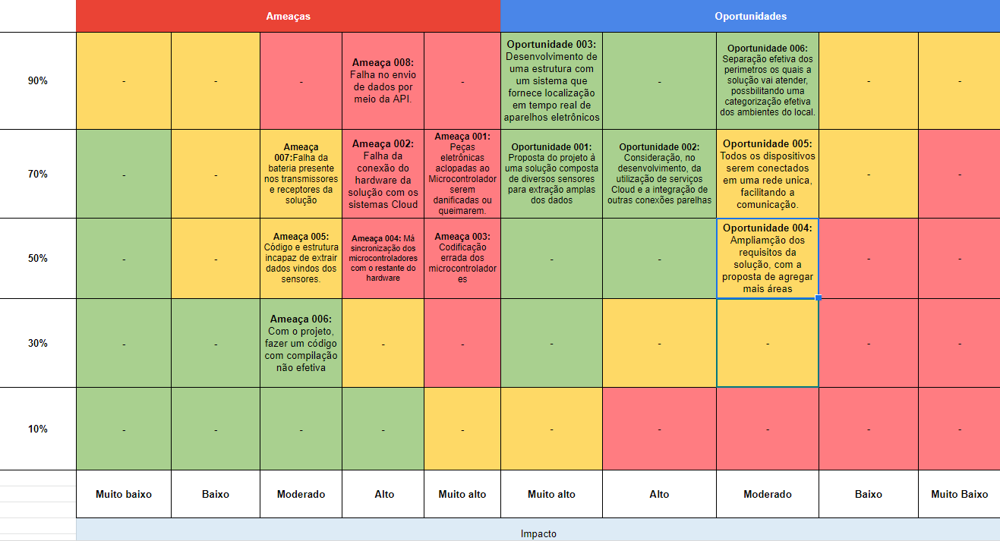 Ameaças
Oportunidades
90%
-
-
-
Ameaça 008:
Falha no envio
de dados por
meio da API.
-
Oportunidade 003:
Desenvolvimento de
uma estrutura com
um sistema que
fornece localização
em tempo real de
aparelhos eletrônicos
-
Oportunidade 006:
Separação efetiva dos
perimetros os quais a
solução vai atender,
possbilitando uma
categorização efetiva
dos ambientes do local.
-
-
70%
-
-
Ameaça
007:Falha da
bateria presente
nos transmissores
e receptores da
solução
Ameaça 002:
Falha da
conexão do
hardware da
solução com os
sistemas Cloud
Ameaça 001:
Peças
eletrônicas
aclopadas ao
Microcontrolador
serem
danificadas ou
queimarem.
Oportunidade 001:
Proposta do projeto à
uma solução composta
de diversos sensores
para extração amplas
dos dados
Oportunidade 002:
Consideração, no
desenvolvimento, da
utilização de serviços
Cloud e a integração de
outras conexões parelhas
Oportunidade 005:
Todos os dispositivos
serem conectados
em uma rede unica,
facilitando a
comunicação.
-
-
50%
-
-
Ameaça 005:
Código e estrutura
incapaz de extrair
dados vindos dos
sensores.
Ameaça 004: Má
sincronização dos
microcontroladores
com o restante do
hardware
Ameaça 003:
Codificação
errada dos
microcontrolador
es
-
-
Oportunidade 004:
Ampliamção dos
requisitos da
solução, com a
proposta de agregar
mais áreas
-
-
30%
-
-
Ameaça 006:
Com o projeto,
fazer um código
com compilação
não efetiva
-
-
-
-
-
-
-
10%
-
-
-
-
-
-
-
-
-
-
Muito baixo
Baixo
Moderado
Alto
Muito alto
Muito alto
Alto
Moderado
Baixo
Muito Baixo
Impacto